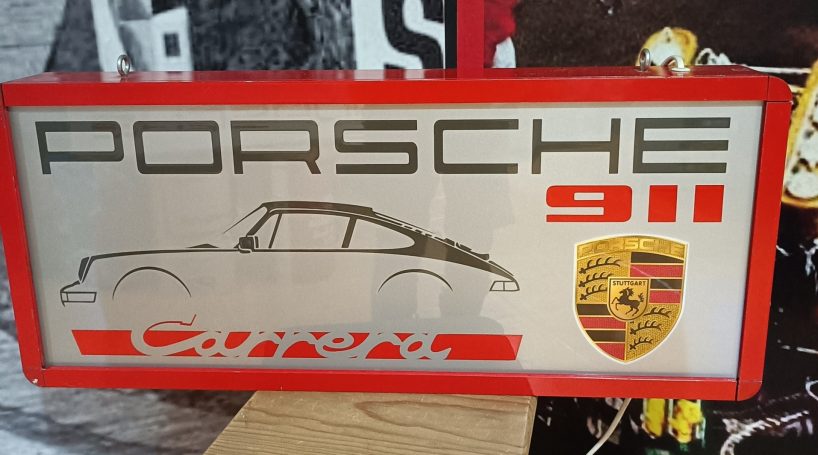 PORSCHE
911
Carrera
PORSCHE
STUTTGART